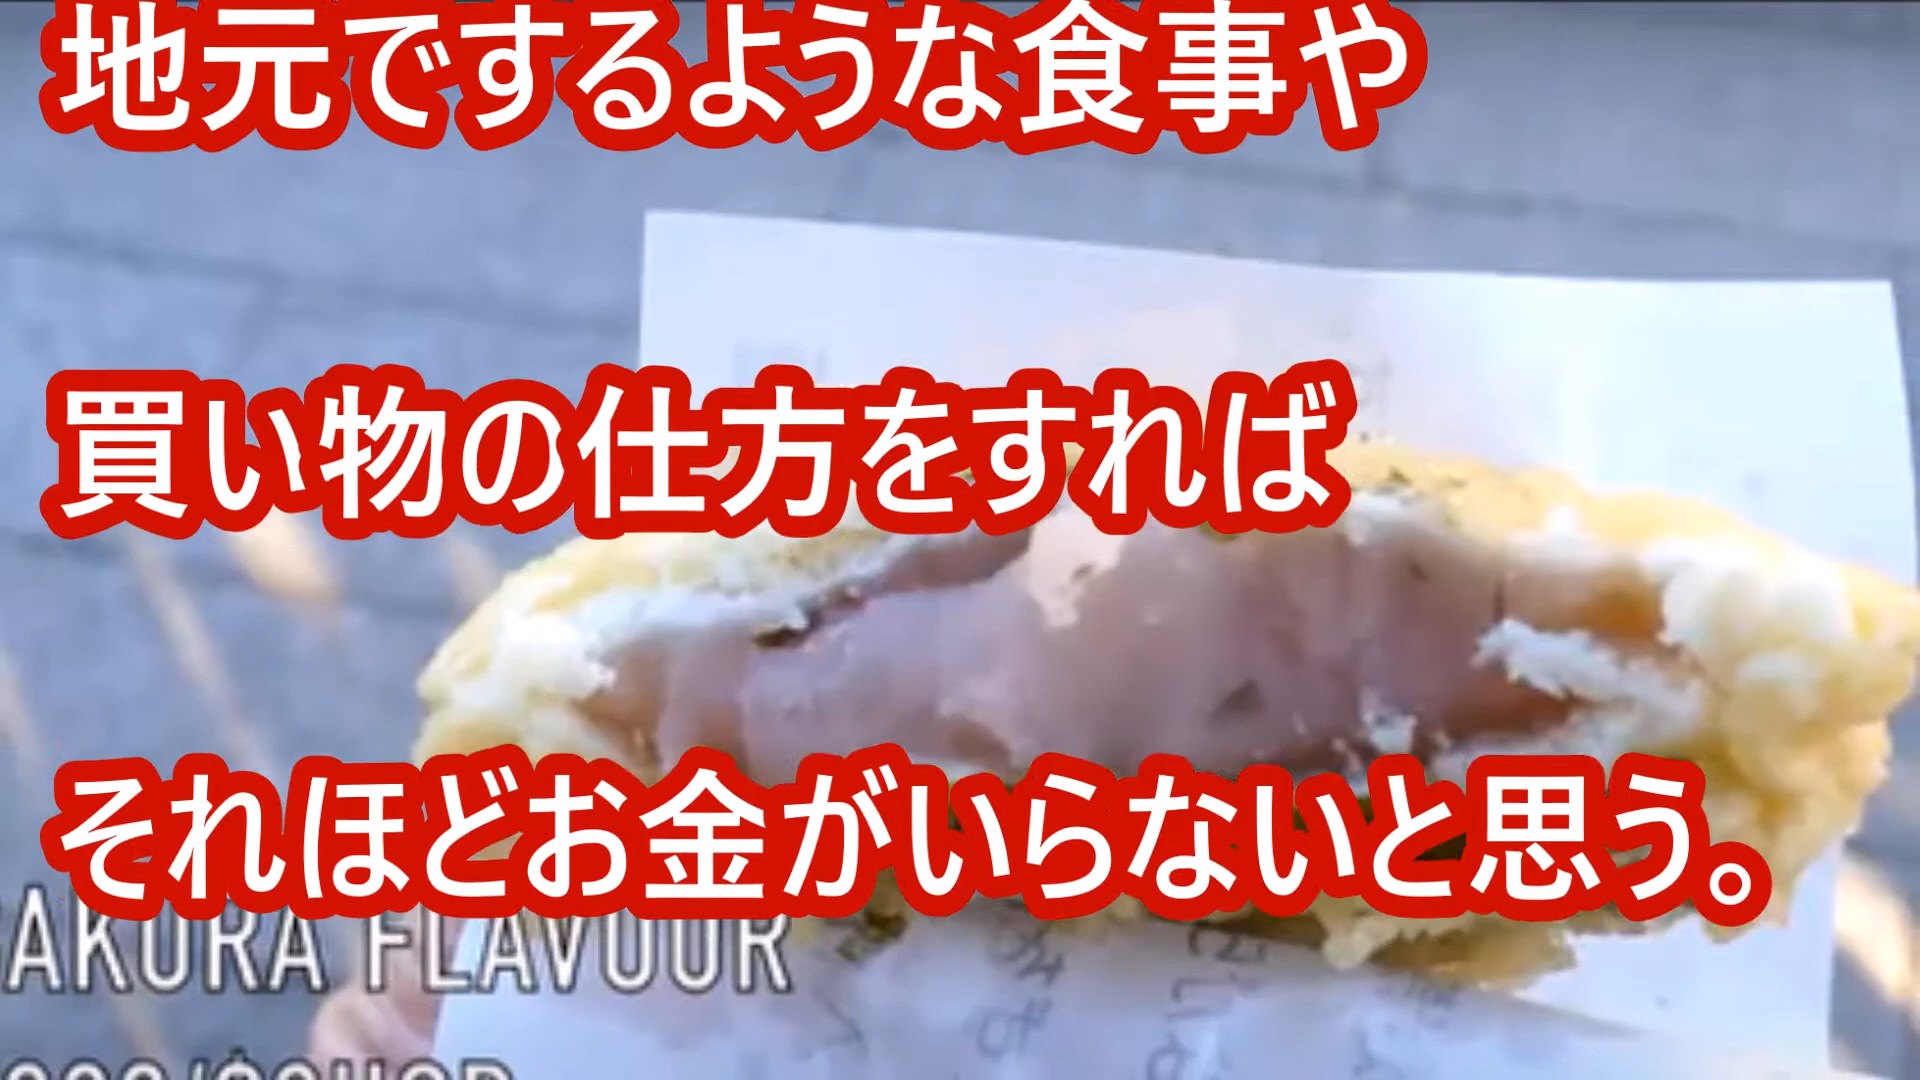 地元でするような食事や
買い物の仕方をすれば
それほどお金がいらないと思う。
SAKURA FLAVOUR